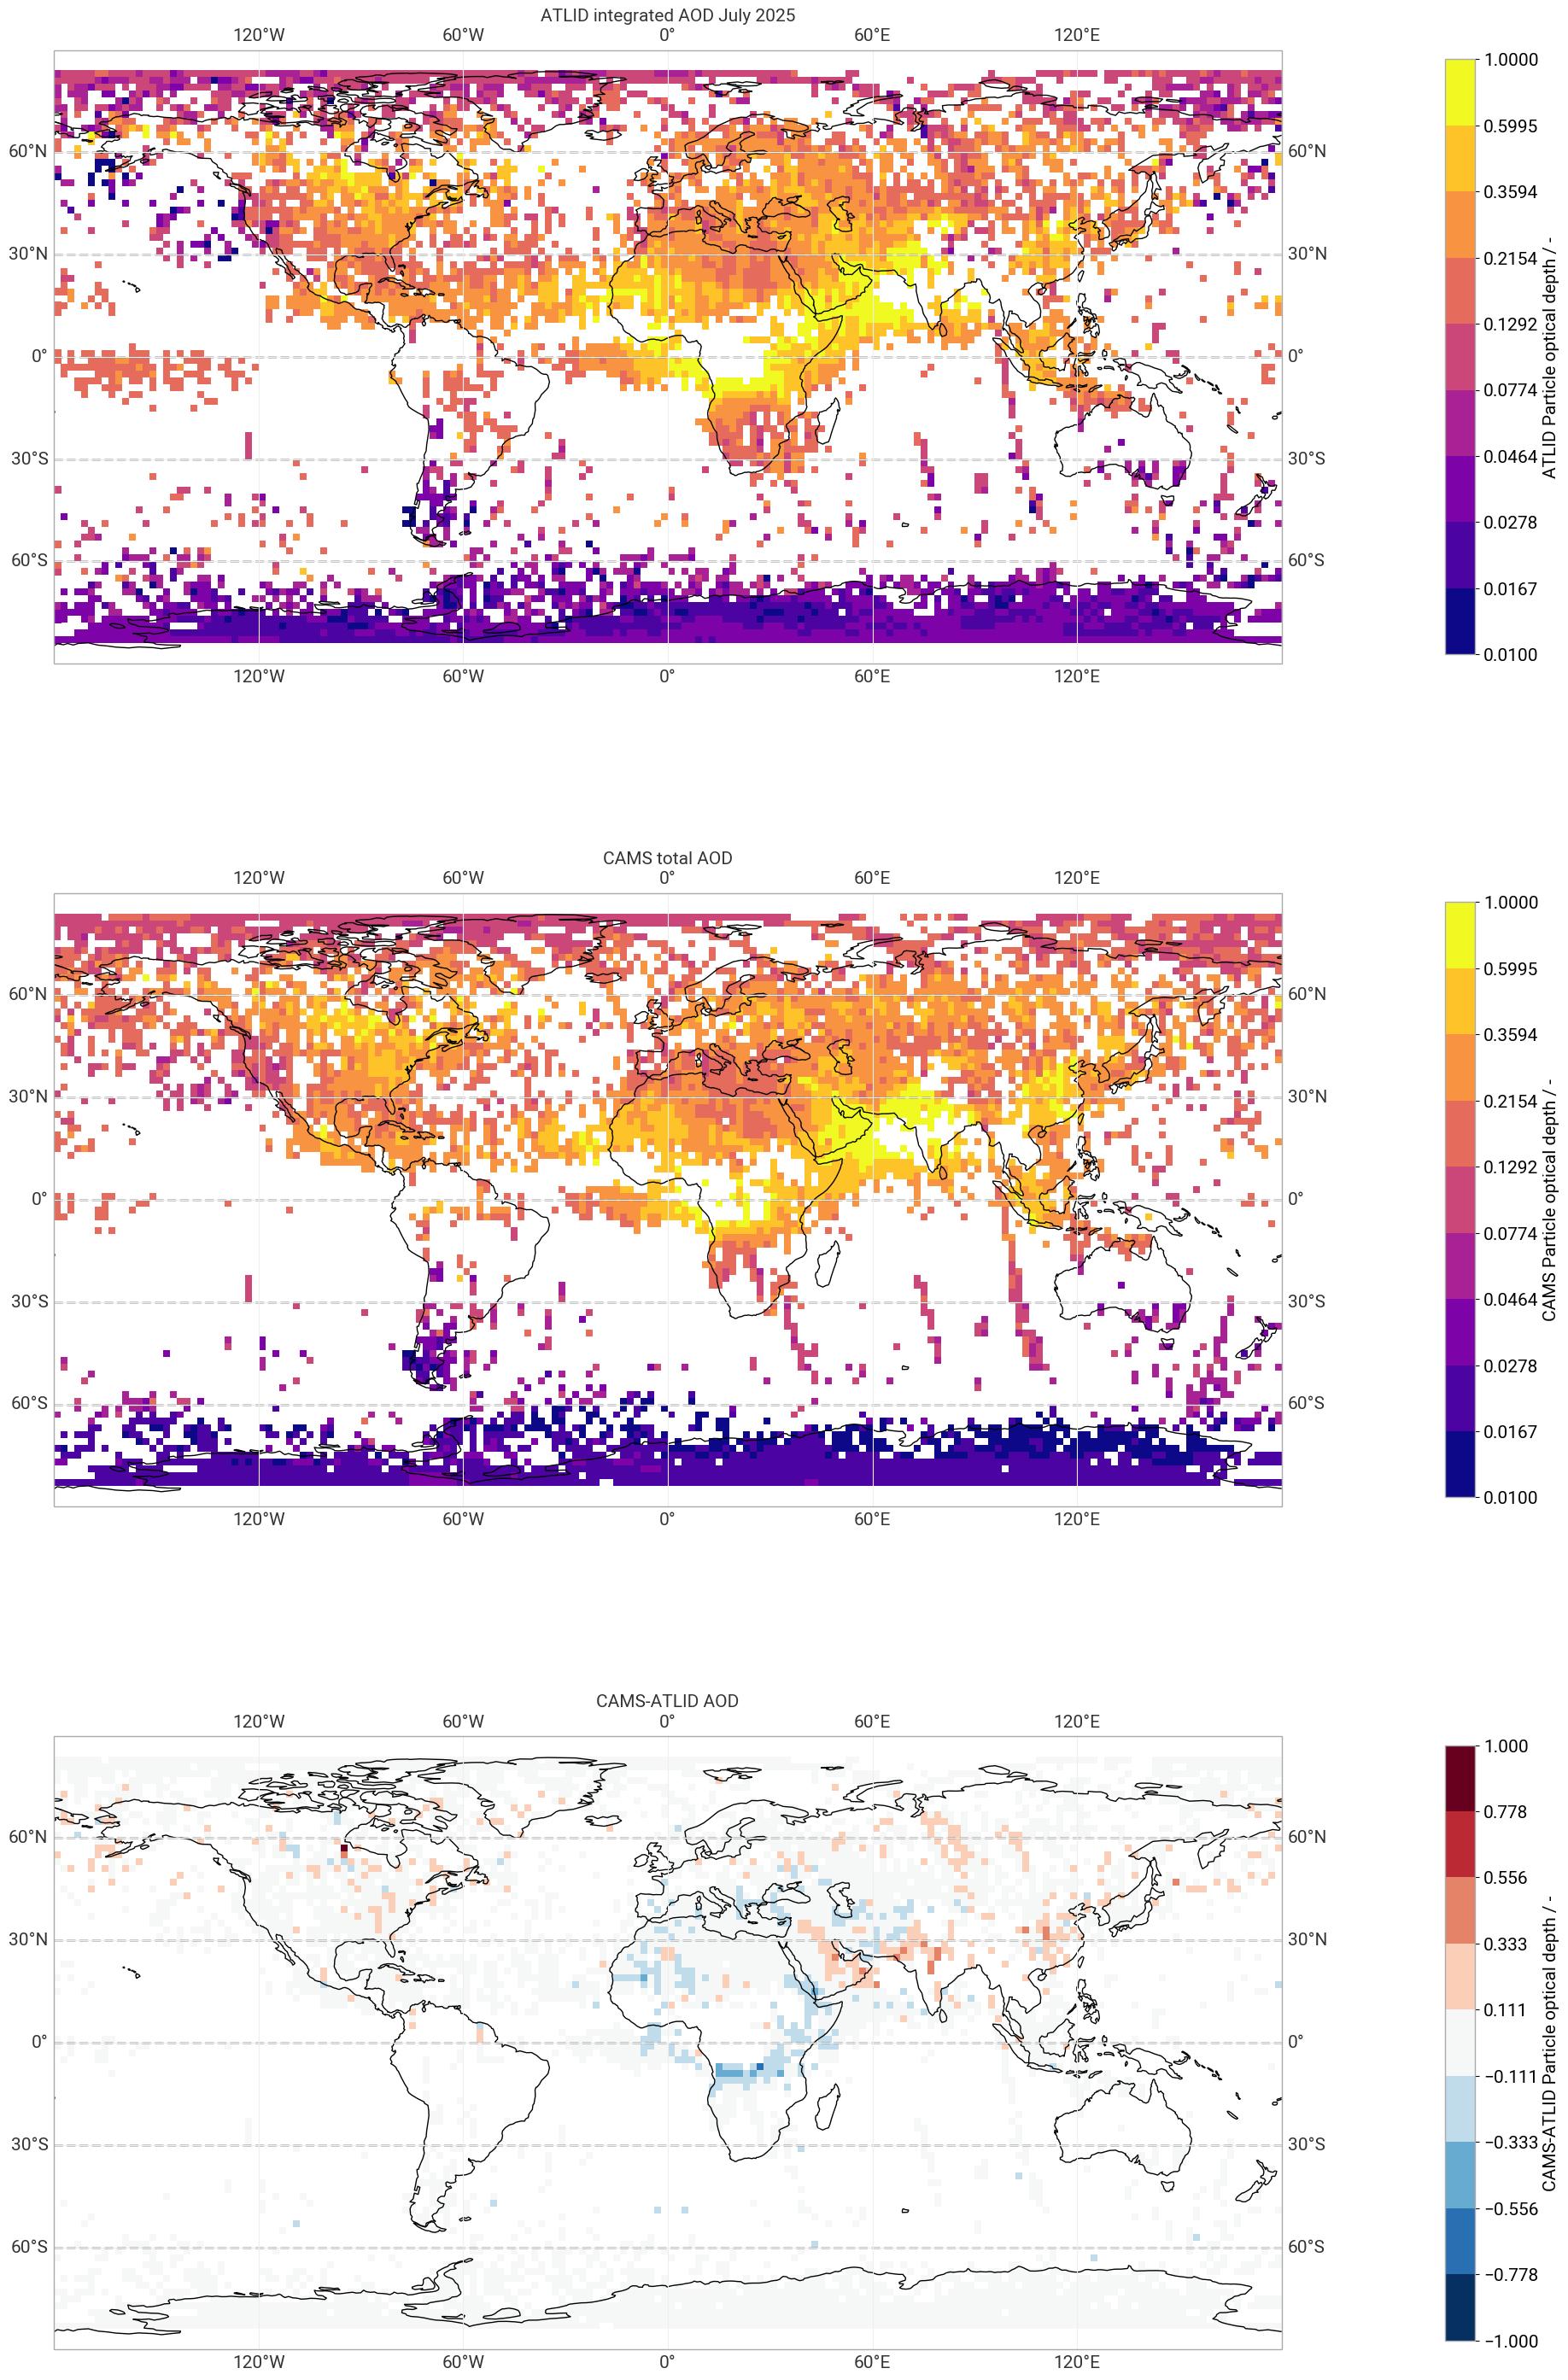 ATLID integrated AOD July 2025
120°W 60°W 0° 60°E 120°E
60°N 60°N
30°N 30°N
0° 0°
30°S 30°S
60°S 60°S
120°W 60°W 0° 60°E 120°E
1.0000
0.5995
0.3594
0.2154
0.1292
0.0774
0.0464
0.0278
0.0167
0.0100
ATLID Particle optical depth / -
CAMS total AOD
120°W 60°W 0° 60°E 120°E
60°N 60°N
30°N 30°N
0° 0°
30°S 30°S
60°S 60°S
120°W 60°W 0° 60°E 120°E
1.0000
0.5995
0.3594
0.2154
0.1292
0.0774
0.0464
0.0278
0.0167
0.0100
CAMS Particle optical depth / -
CAMS-ATLID AOD
120°W 60°W 0° 60°E 120°E
60°N 60°N
30°N 30°N
0° 0°
30°S 30°S
60°S 60°S
120°W 60°W 0° 60°E 120°E
1.000
0.778
0.556
0.333
0.111
−0.111
−0.333
−0.556
−0.778
−1.000
CAMS-ATLID Particle optical depth / -